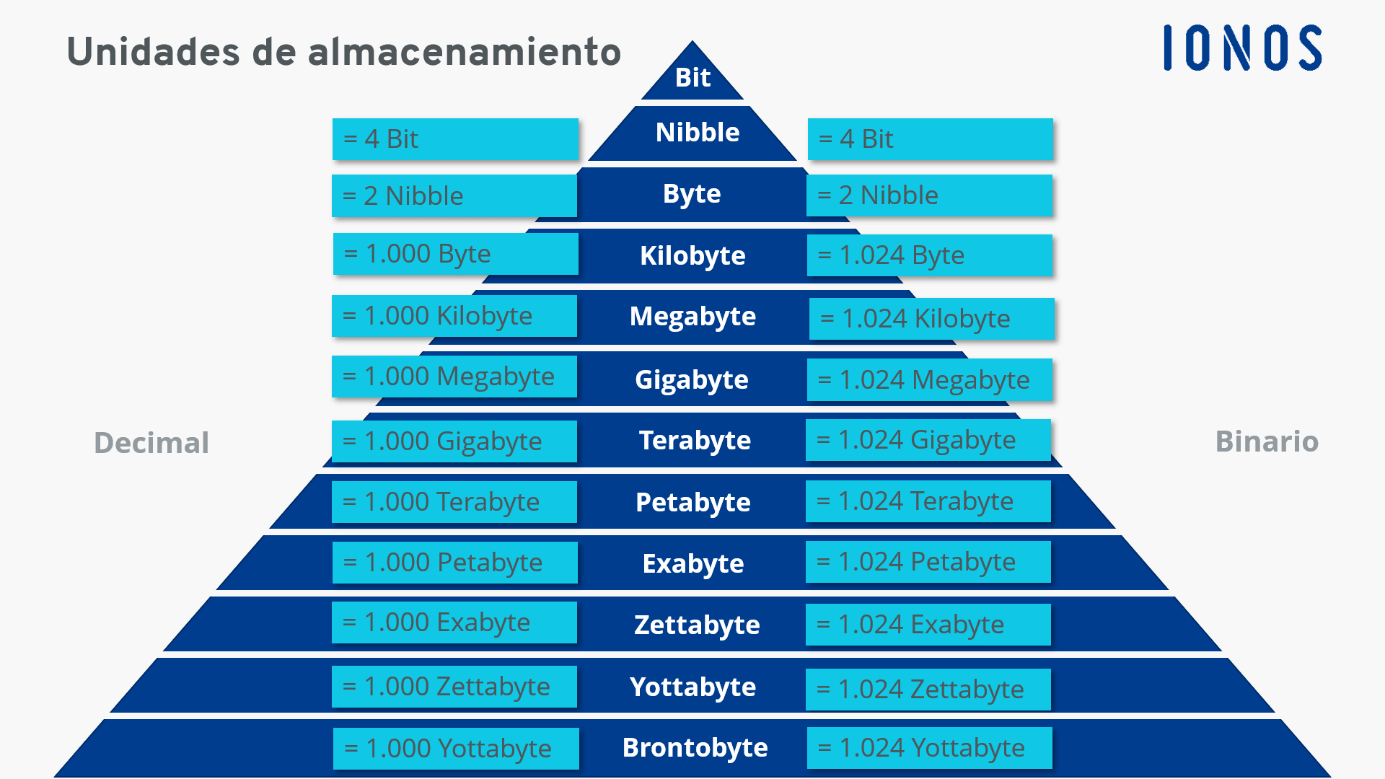 Unidades de almacenamiento
IONOS
Bit
= 4 Bit
Nibble
= 4 Bit
= 2 Nibble
Byte
= 2 Nibble
= 1.000 Byte
Kilobyte
= 1.024 Byte
= 1.000 Kilobyte
Megabyte
= 1.024 Kilobyte
= 1.000 Megabyte
Gigabyte
= 1.024 Megabyte
Decimal
= 1.000 Gigabyte
Terabyte
= 1.024 Gigabyte
Binario
= 1.000 Terabyte
Petabyte
= 1.024 Terabyte
= 1.000 Petabyte
Exabyte
= 1.024 Petabyte
= 1.000 Exabyte
Zettabyte
= 1.024 Exabyte
= 1.000 Zettabyte
Yottabyte
= 1.024 Zettabyte
= 1.000 Yottabyte
Brontobyte
= 1.024 Yottabyte